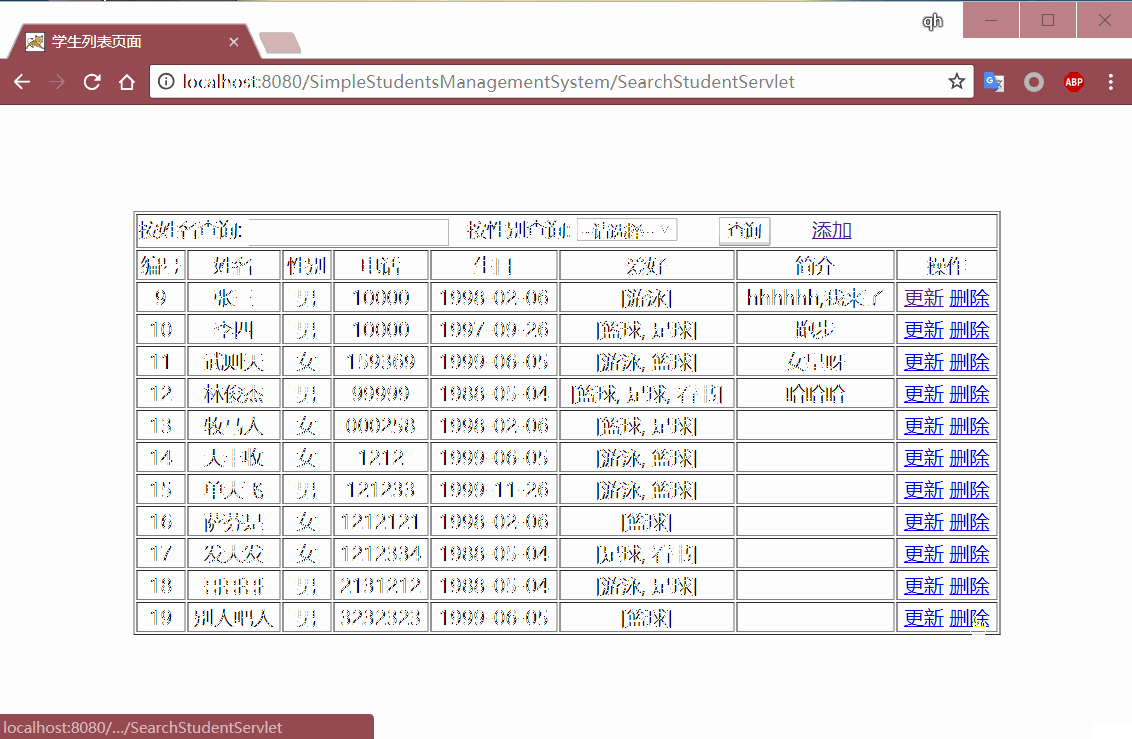 qh
学生列表页面
localhost:8080/SimpleStudentsManagementSystem/SearchStudentServlet
ABP
按姓名查询: 按性别查询: --请选择-- 查询 添加
编号 姓名 性别 电话 生日 爱好 简介 操作
9 张三 男 10000 1998-02-06 [游泳] hhhhhh,我来了 更新 删除
10 李四 男 10000 1997-09-26 [篮球, 足球] 跑步 更新 删除
11 武则天 女 159369 1999-06-05 [游泳, 篮球] 女皇呀 更新 删除
12 林俊杰 男 99999 1988-05-04 [篮球, 足球, 看书] 哈哈哈 更新 删除
13 牧马人 女 000258 1998-02-06 [篮球, 足球] 更新 删除
14 大丰收 女 1212 1999-06-05 [游泳, 篮球] 更新 删除
15 单大飞 男 121233 1999-11-26 [游泳, 篮球] 更新 删除
16 萨芬是 女 1212121 1998-02-06 [篮球] 更新 删除
17 发大发 女 1212334 1988-05-04 [足球, 看书] 更新 删除
18 男 2131212 1988-05-04 [游泳, 足球] 更新 删除
19 别人吧人 男 3232323 1999-06-05 [篮球] 更新 删除
localhost:8080/.../SearchStudentServlet